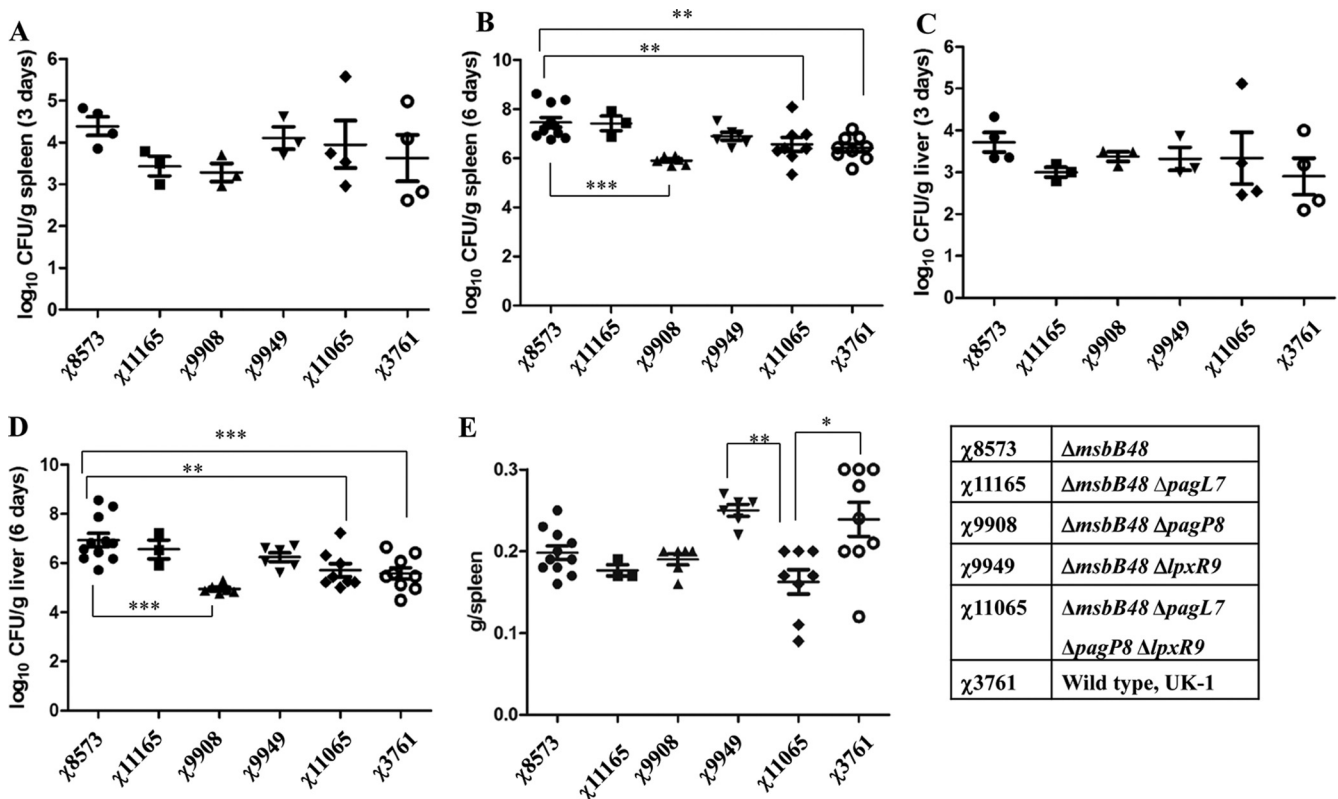 A
log10 CFU/g spleen (3 days)
6
5
4
3
2
1
0
χ8573
χ11165
χ9908
χ9949
χ11065
χ3761
B
**
**
***
log10 CFU/g spleen (6 days)
10
8
6
4
2
0
χ8573
χ11165
χ9908
χ9949
χ11065
χ3761
C
log10 CFU/g liver (3 days)
6
5
4
3
2
1
0
χ8573
χ11165
χ9908
χ9949
χ11065
χ3761
D
***
**
***
log10 CFU/g liver (6 days)
10
8
6
4
2
0
χ8573
χ11165
χ9908
χ9949
χ11065
χ3761
E
**
*
g/spleen
0.3
0.2
0.1
0.0
χ8573
χ11165
χ9908
χ9949
χ11065
χ3761
χ8573 ΔmsbB48
χ11165 ΔmsbB48 ΔpagL7
χ9908 ΔmsbB48 ΔpagP8
χ9949 ΔmsbB48 ΔlpxR9
χ11065 ΔmsbB48 ΔpagL7
ΔpagP8 ΔlpxR9
χ3761 Wild type, UK-1